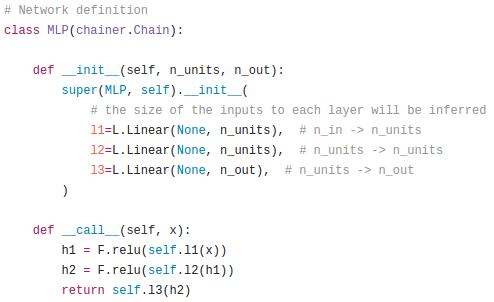 # Network definition
class MLP(chainer.Chain):
    def __init__(self, n_units, n_out):
        super(MLP, self).__init__(
            # the size of the inputs to each layer will be inferred
            l1=L.Linear(None, n_units),  # n_in -> n_units
            l2=L.Linear(None, n_units),  # n_units -> n_units
            l3=L.Linear(None, n_out),  # n_units -> n_out
        )
    def __call__(self, x):
        h1 = F.relu(self.l1(x))
        h2 = F.relu(self.l2(h1))
        return self.l3(h2)